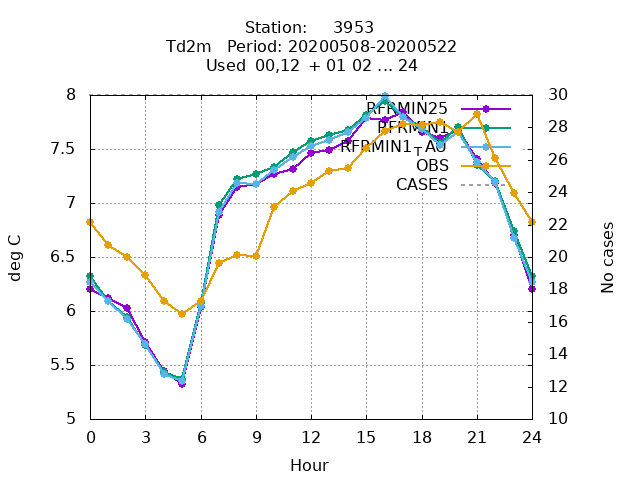 Station:     3953
Td2m   Period: 20200508-20200522
Used  00,12  + 01 02 ... 24
RFRMIN25
RFRMIN1
RFRMIN1_AU
OBS
CASES
8
7.5
7
6.5
6
5.5
5
deg C
30
28
26
24
22
20
18
16
14
12
10
No cases
0 3 6 9 12 15 18 21 24
Hour